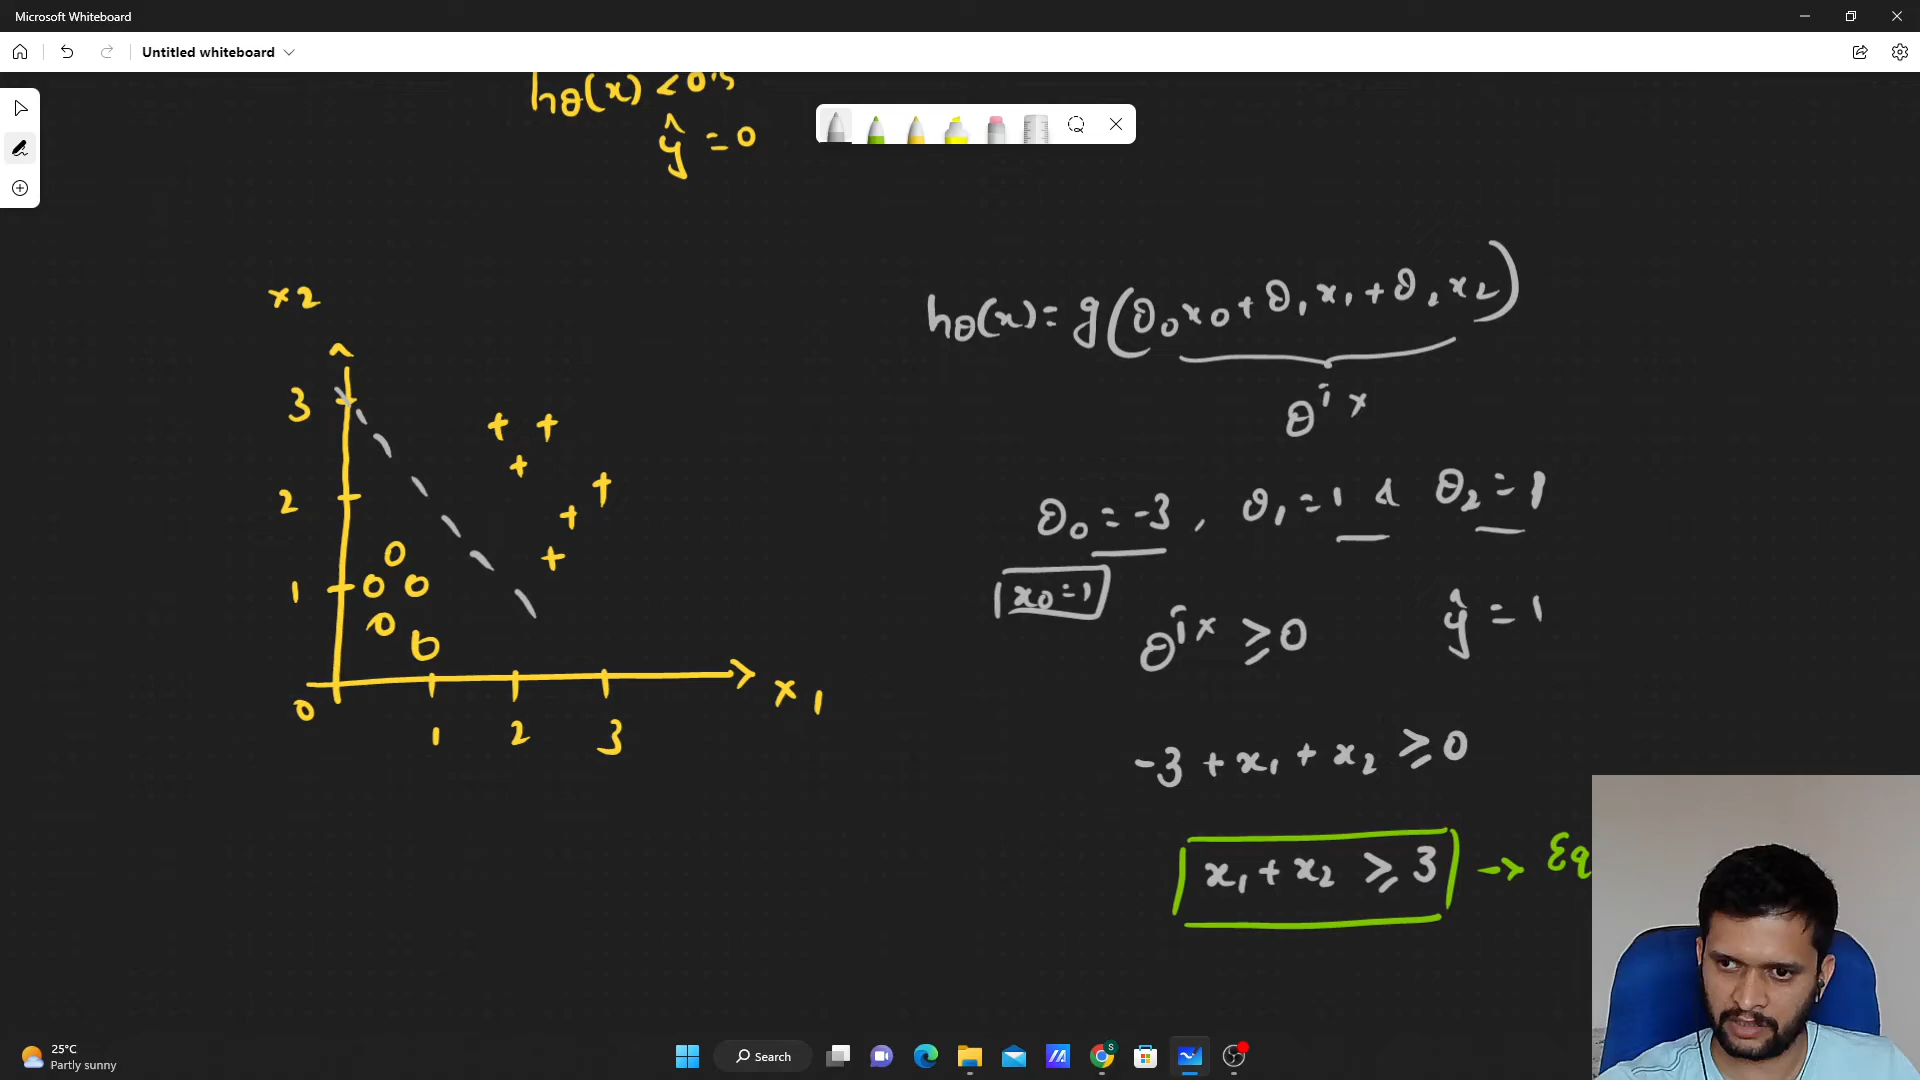 Microsoft Whiteboard
Untitled whiteboard
hθ(x) < 0.5
ŷ = 0
hθ(x) = g(θ₀x₀ + θ₁x₁ + θ₂x₂)
θᵀx
x2
3
2
1
0
1
2
3
x1
θ₀ = -3, θ₁ = 1 & θ₂ = 1
x₀ = 1
θᵀx ≥ 0
ŷ = 1
-3 + x₁ + x₂ ≥ 0
x₁ + x₂ ≥ 3 → Eq
25°C
Partly sunny
Search
S